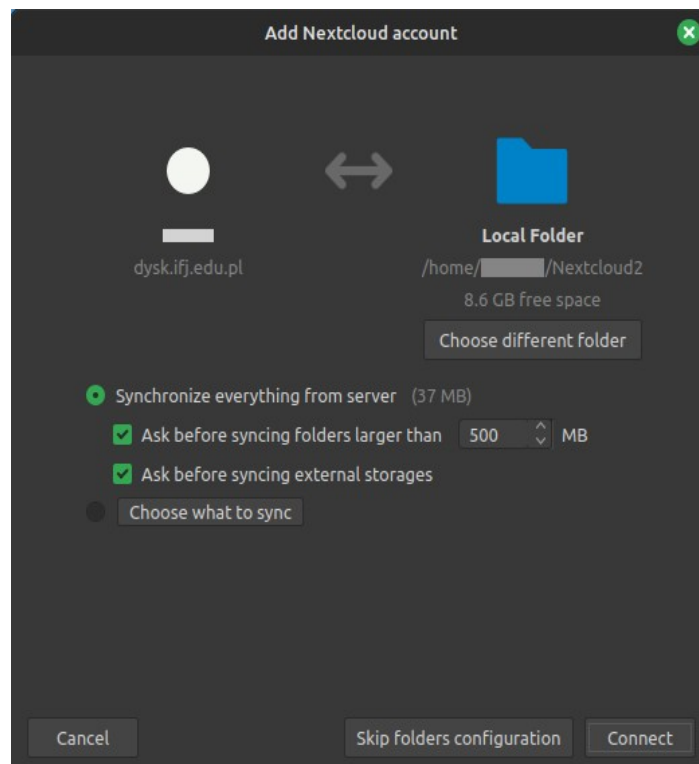 Add Nextcloud account
dysk.ifj.edu.pl
Local Folder
/home/ /Nextcloud2
8.6 GB free space
Choose different folder
Synchronize everything from server (37 MB)
Ask before syncing folders larger than 500 MB
Ask before syncing external storages
Choose what to sync
Cancel Skip folders configuration Connect